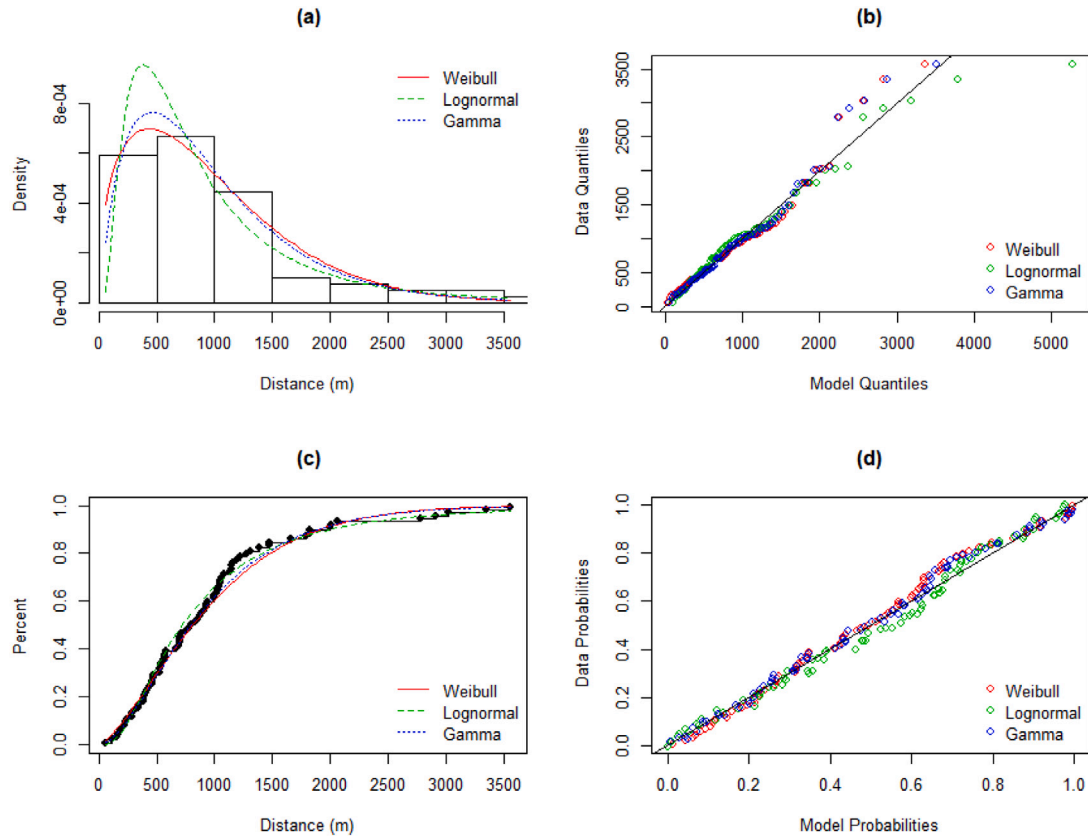 (a)
Density
0e+00 4e-04 8e-04
Weibull
Lognormal
Gamma
0 500 1000 1500 2000 2500 3000 3500
Distance (m)
(b)
Data Quantiles
0 500 1500 2500 3500
Weibull
Lognormal
Gamma
0 1000 2000 3000 4000 5000
Model Quantiles
(c)
Percent
0.0 0.2 0.4 0.6 0.8 1.0
Weibull
Lognormal
Gamma
0 500 1000 1500 2000 2500 3000 3500
Distance (m)
(d)
Data Probabilities
0.0 0.2 0.4 0.6 0.8 1.0
Weibull
Lognormal
Gamma
0.0 0.2 0.4 0.6 0.8 1.0
Model Probabilities